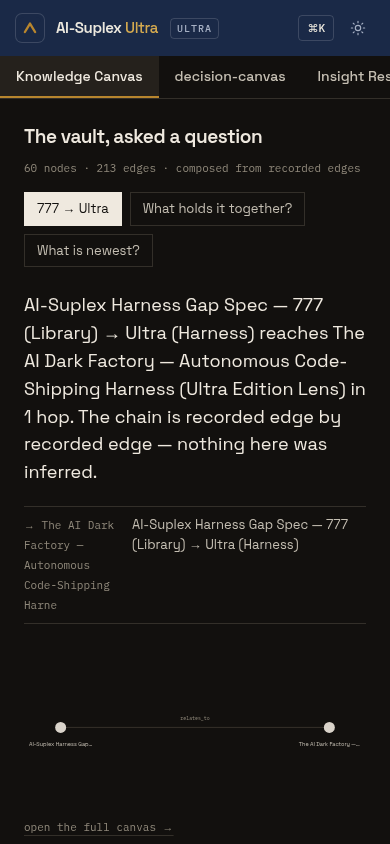 AI-Suplex Ultra
ULTRA
⌘K
Knowledge Canvas
decision-canvas
Insight Res
The vault, asked a question
60 nodes · 213 edges · composed from recorded edges
777 → Ultra
What holds it together?
What is newest?
AI-Suplex Harness Gap Spec — 777
(Library) → Ultra (Harness) reaches The
AI Dark Factory — Autonomous Code-
Shipping Harness (Ultra Edition Lens) in
1 hop. The chain is recorded edge by
recorded edge — nothing here was
inferred.
→ The AI Dark
Factory —
Autonomous
Code-Shipping
Harne
AI-Suplex Harness Gap Spec — 777
(Library) → Ultra (Harness)
relates_to
AI-Suplex Harness Gap…
The AI Dark Factory —…
open the full canvas →